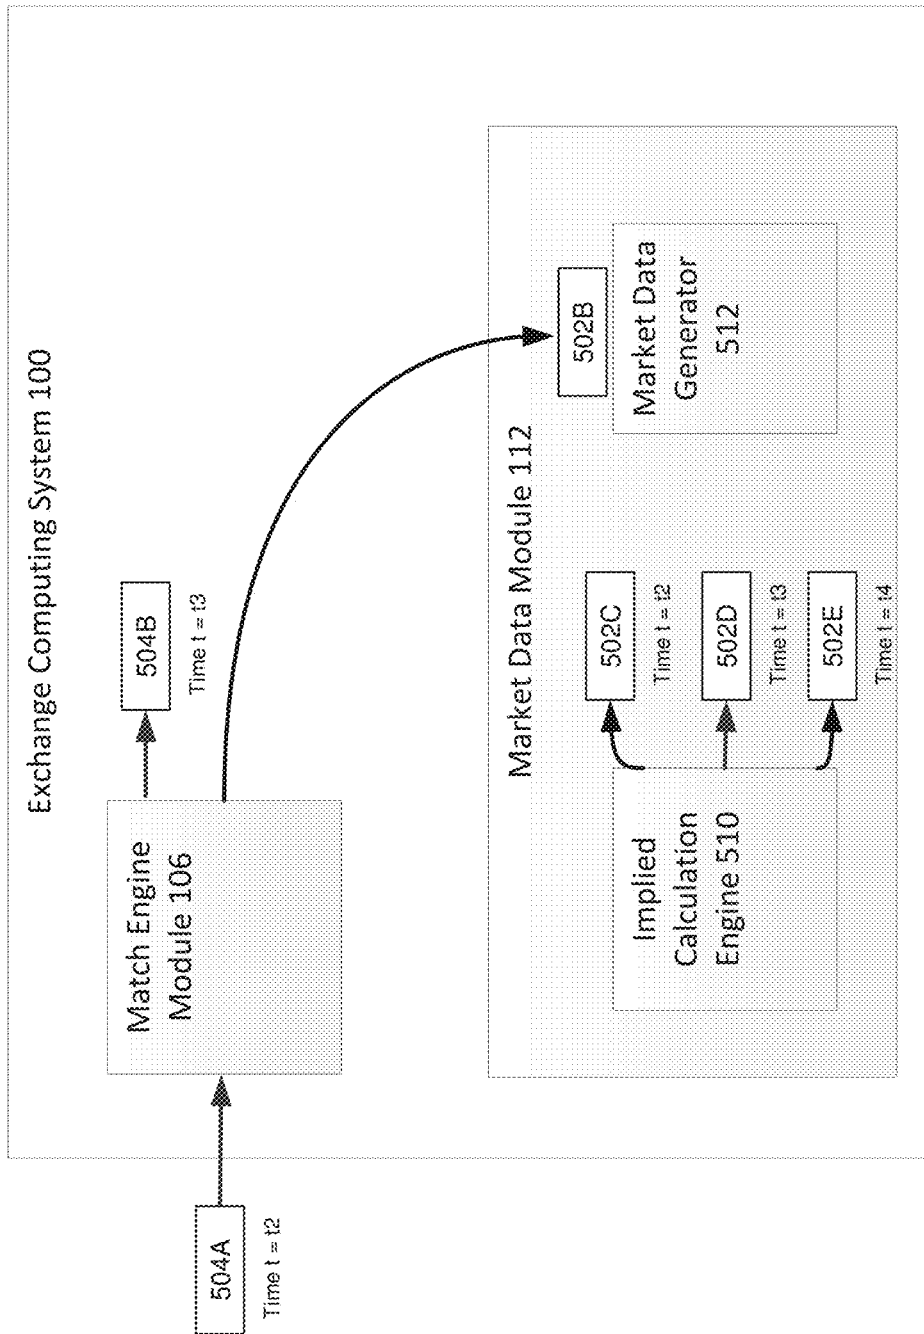 Exchange Computing System 100
504A
Time t = t2
Match Engine
Module 106
504B
Time t = t3
Market Data Module 112
Implied
Calculation
Engine 510
502C
Time t = t2
502D
Time t = t3
502E
Time t = t4
502B
Market Data
Generator
512